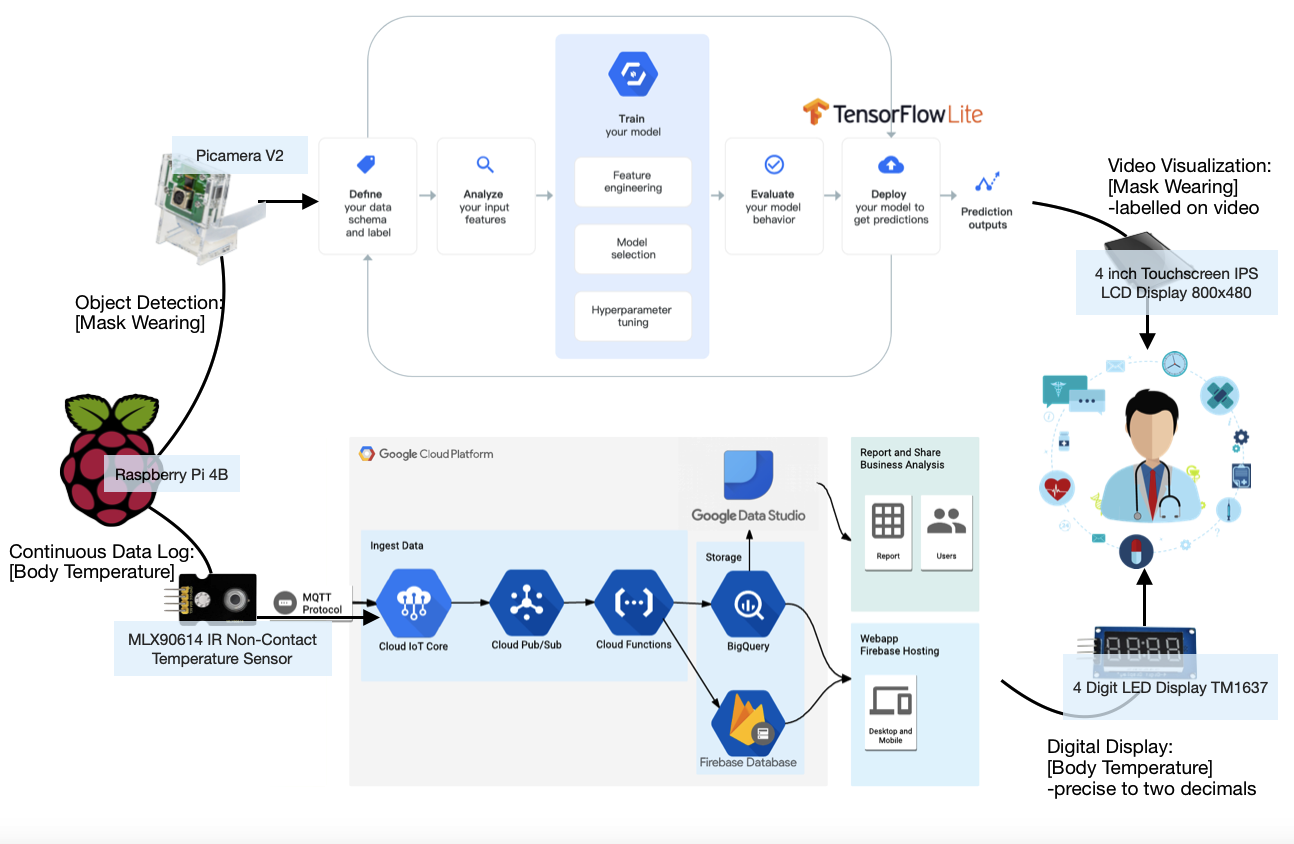 TensorFlow Lite
Picamera V2
Define
your data
schema
and label
Analyze
your input
features
Train
your model
Feature
engineering
Model
selection
Hyperparameter
tuning
Evaluate
your model
behavior
Deploy
your model to
get predictions
Prediction
outputs
Video Visualization:
[Mask Wearing]
-labelled on video
4 inch Touchscreen IPS
LCD Display 800x480
Object Detection:
[Mask Wearing]
Raspberry Pi 4B
Continuous Data Log:
[Body Temperature]
MLX90614 IR Non-Contact
Temperature Sensor
MQTT
Protocol
Google Cloud Platform
Ingest Data
Cloud IoT Core
Cloud Pub/Sub
Cloud Functions
Google Data Studio
Storage
BigQuery
Firebase Database
Report and Share
Business Analysis
Report
Users
Webapp
Firebase Hosting
Desktop and
Mobile
4 Digit LED Display TM1637
Digital Display:
[Body Temperature]
-precise to two decimals